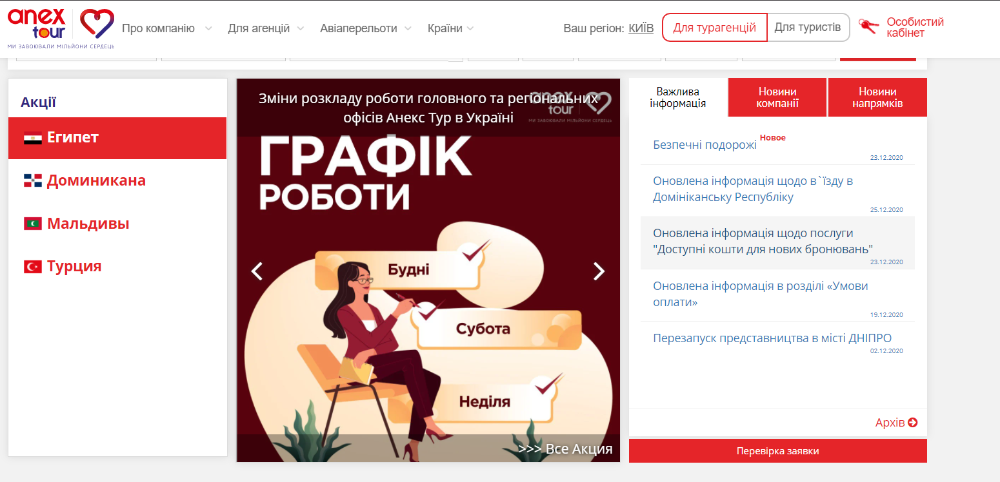 anex
tour
МИ ЗАВОЮВАЛИ МІЛЬЙОНИ СЕРДЕЦЬ
Про компанію
Для агенцій
Авіаперельоти
Країни
Ваш регіон: КИЇВ
Для турагенцій
Для туристів
Особистий
кабінет
Акції
Египет
Доминикана
Мальдивы
Турция
Зміни розкладу роботи головного та регіональних
офісів Анекс Тур в Україні
anex
tour
МИ ЗАВОЮВАЛИ МІЛЬЙОНИ СЕРДЕЦЬ
ГРАФІК
РОБОТИ
Будні
Субота
Неділя
>>> Все Акция
Важлива
інформація
Новини
компанії
Новини
напрямків
Безпечні подорожі Новое
23.12.2020
Оновлена інформація щодо в`їзду в
Домініканську Республіку
25.12.2020
Оновлена інформація щодо послуги
"Доступні кошти для нових бронювань"
23.12.2020
Оновлена інформація в розділі «Умови
оплати»
19.12.2020
Перезапуск представництва в місті ДНІПРО
02.12.2020
Архів
Перевірка заявки